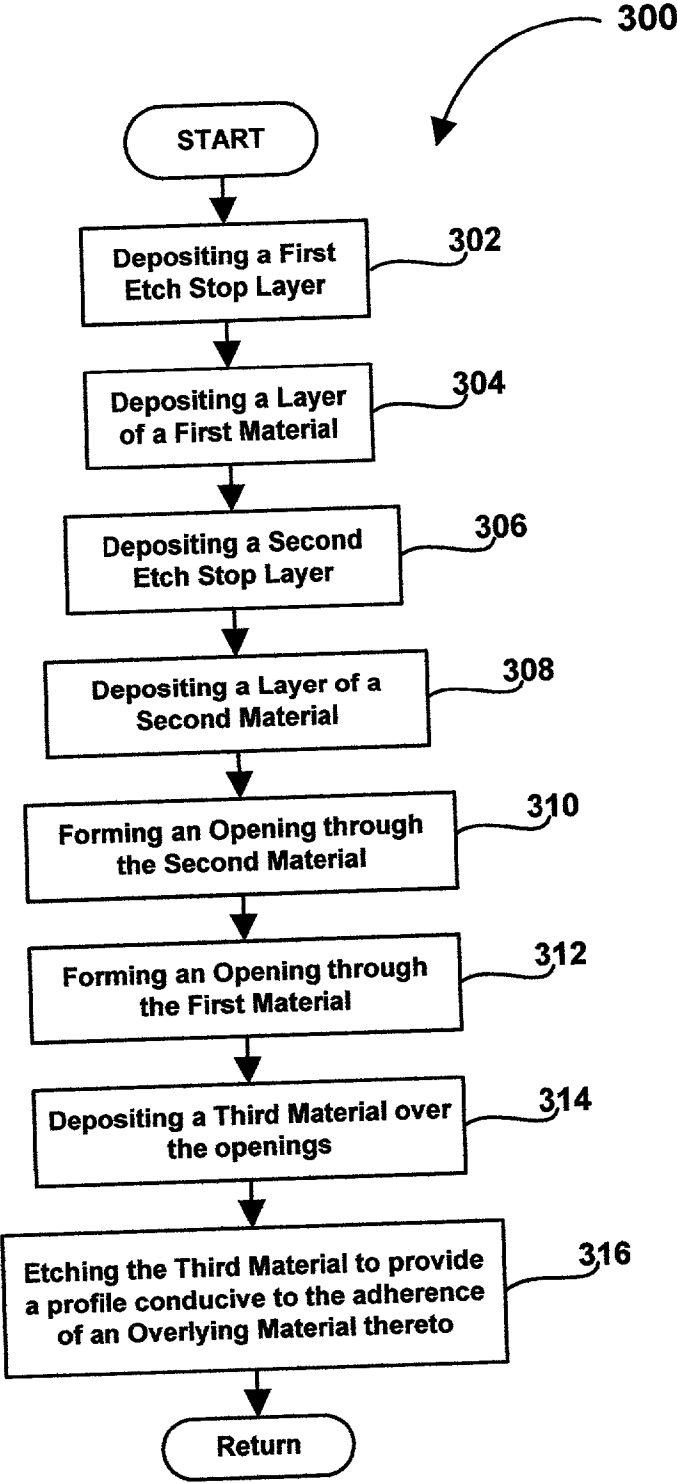 300
START
Depositing a First
Etch Stop Layer
302
Depositing a Layer
of a First Material
304
Depositing a Second
Etch Stop Layer
306
Depositing a Layer of a
Second Material
308
Forming an Opening through
the Second Material
310
Forming an Opening through
the First Material
312
Depositing a Third Material over
the openings
314
Etching the Third Material to provide
a profile conducive to the adherence
of an Overlying Material thereto
316
Return